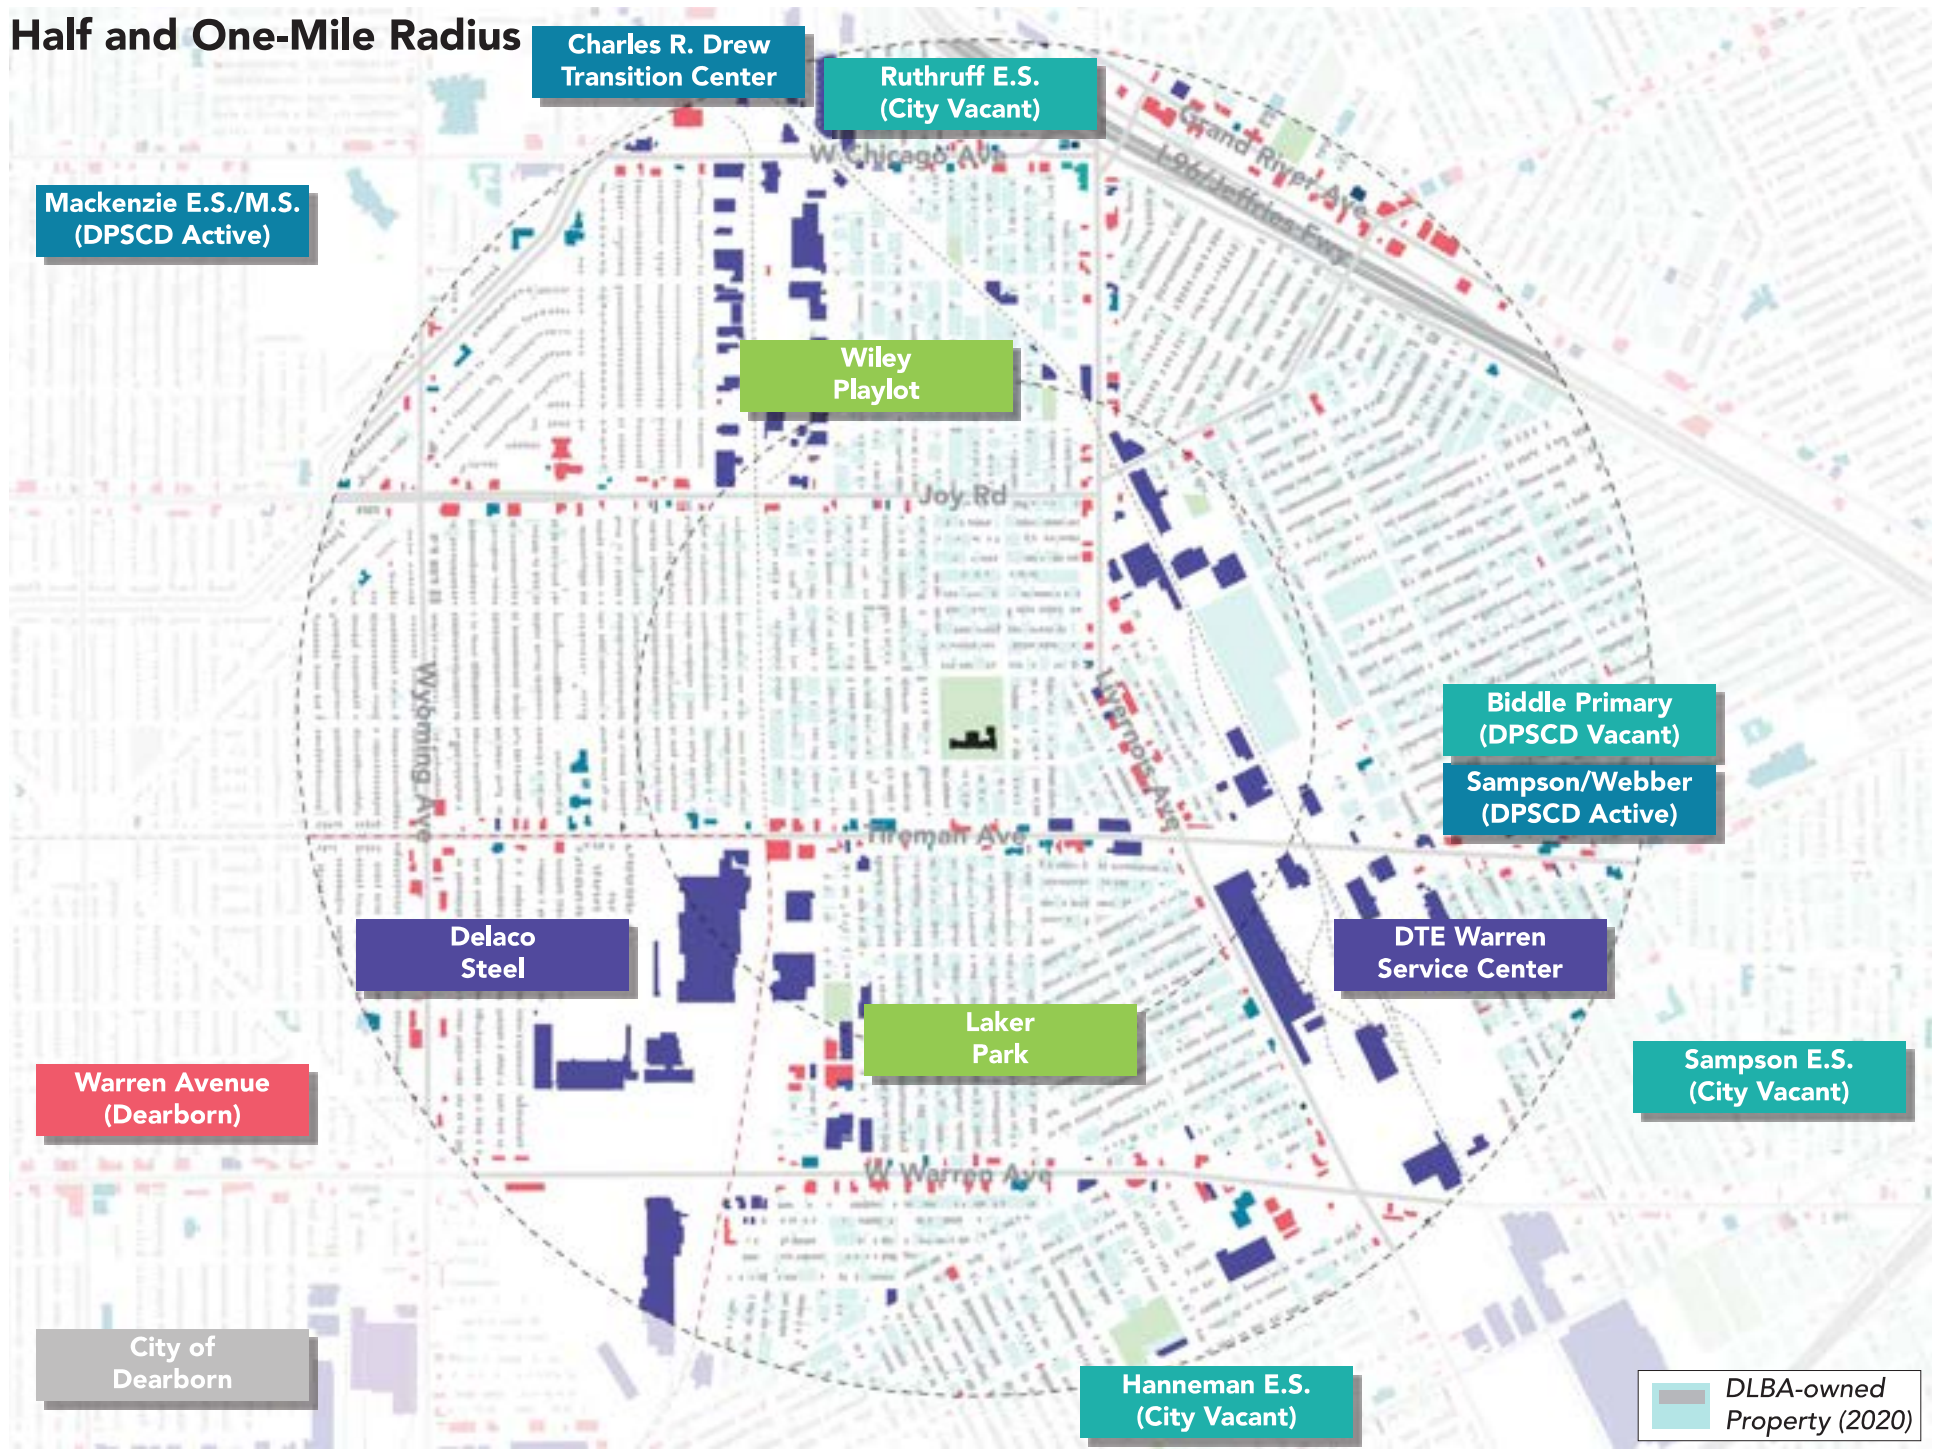 Half and One-Mile Radius
Charles R. Drew
Transition Center
Ruthruff E.S.
(City Vacant)
Grand River Ave
W Chicago Ave
I-96/Jeffries Fwy
Mackenzie E.S./M.S.
(DPSCD Active)
Wiley
Playlot
Joy Rd
Wyoming Ave
Livernois Ave
Biddle Primary
(DPSCD Vacant)
Sampson/Webber
(DPSCD Active)
Tireman Ave
Delaco
Steel
DTE Warren
Service Center
Laker
Park
Warren Avenue
(Dearborn)
Sampson E.S.
(City Vacant)
W Warren Ave
City of
Dearborn
Hanneman E.S.
(City Vacant)
DLBA-owned
Property (2020)